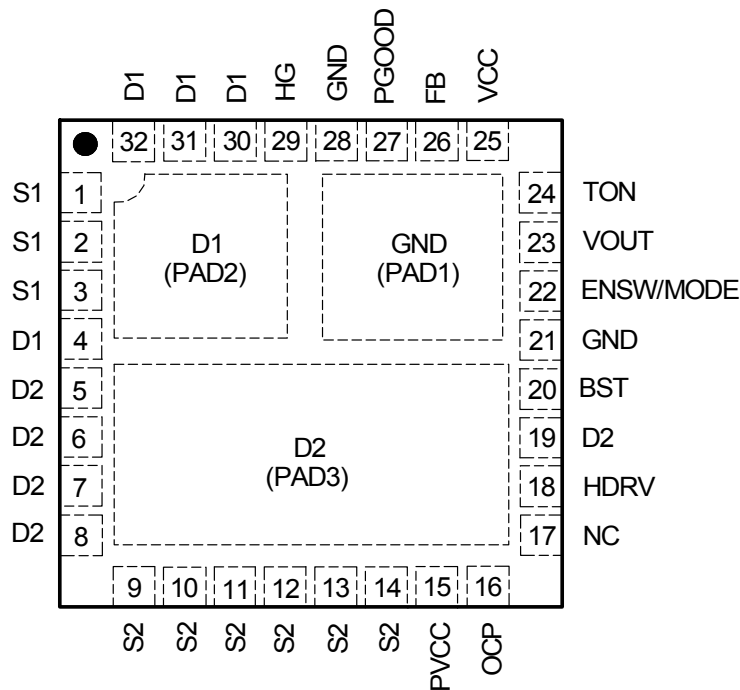 D1 D1 D1 HG GND PGOOD FB VCC
32 31 30 29 28 27 26 25
S1 1 24 TON
S1 2 23 VOUT
S1 3 22 ENSW/MODE
D1 4 21 GND
D2 5 20 BST
D2 6 19 D2
D2 7 18 HDRV
D2 8 17 NC
D1
(PAD2)
GND
(PAD1)
D2
(PAD3)
9 10 11 12 13 14 15 16
S2 S2 S2 S2 S2 S2 PVCC OCP